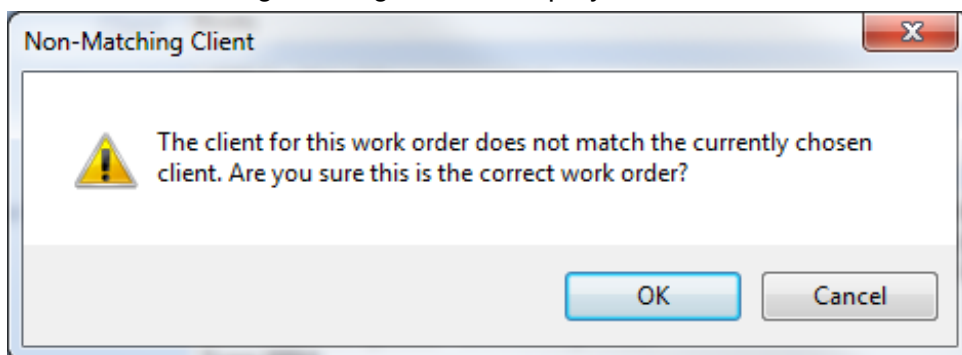 Non-Matching Client
The client for this work order does not match the currently chosen
client. Are you sure this is the correct work order?
OK Cancel